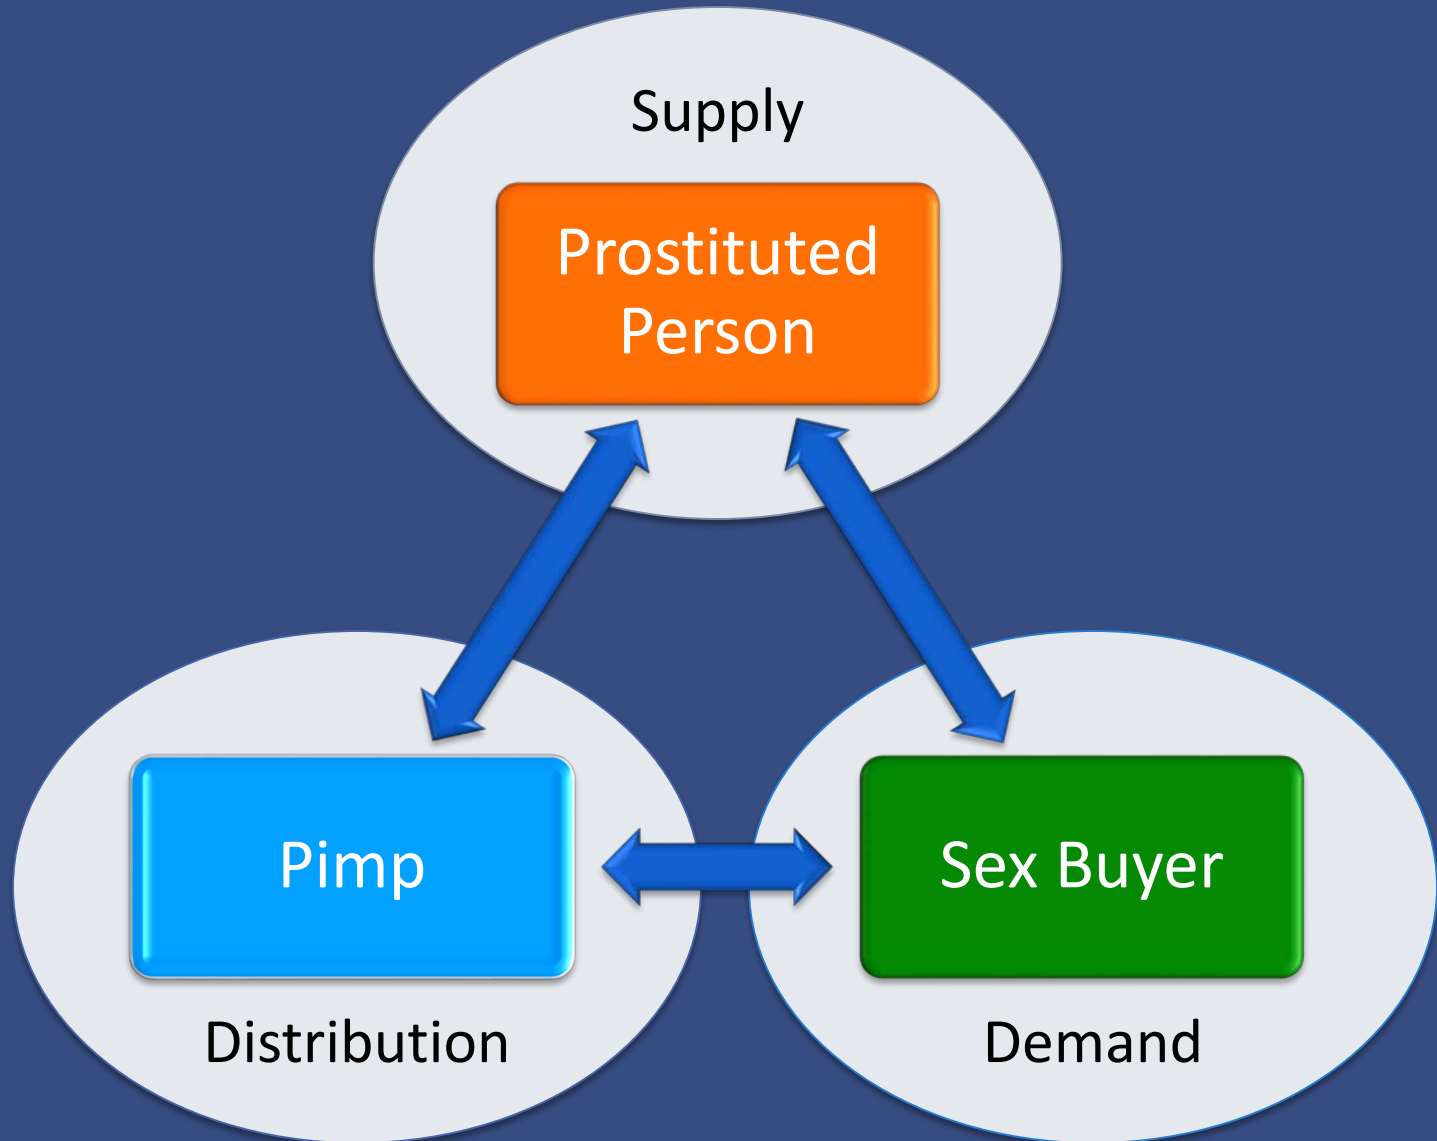 Supply
Prostituted
Person
Pimp
Sex Buyer
Distribution
Demand